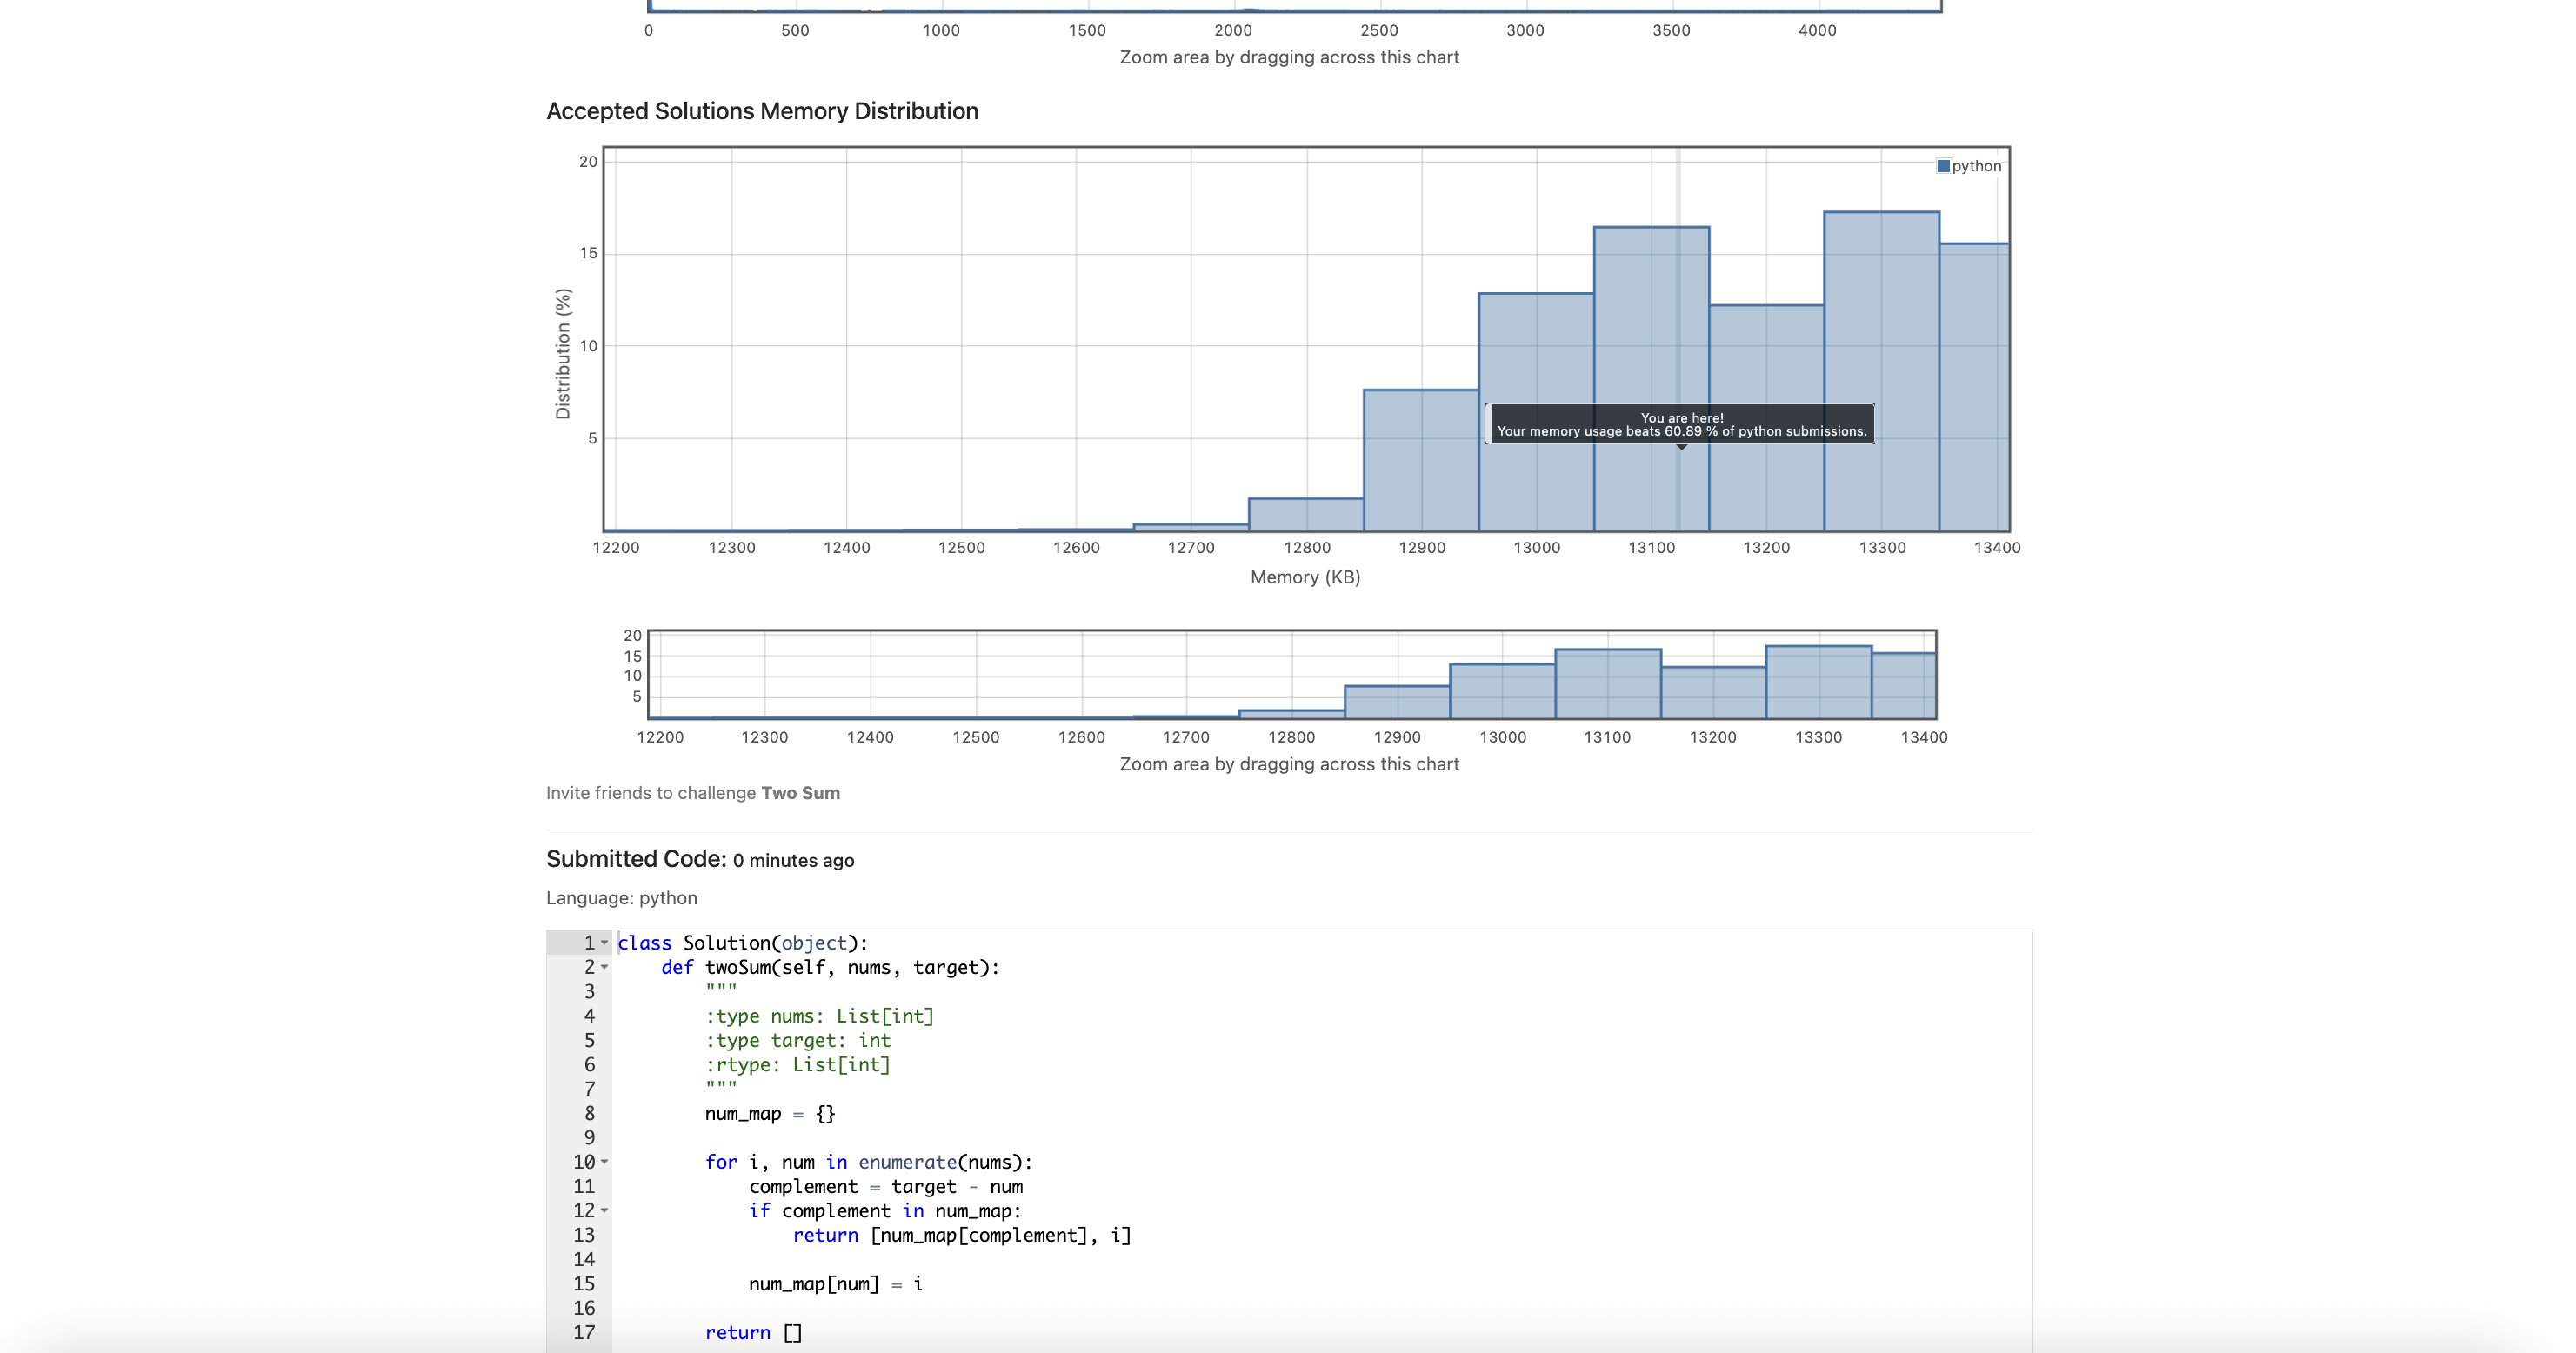 0 500 1000 1500 2000 2500 3000 3500 4000
Zoom area by dragging across this chart
Accepted Solutions Memory Distribution
20
15
10
5
Distribution (%)
python
You are here!
Your memory usage beats 60.89 % of python submissions.
12200 12300 12400 12500 12600 12700 12800 12900 13000 13100 13200 13300 13400
Memory (KB)
20
15
10
5
12200 12300 12400 12500 12600 12700 12800 12900 13000 13100 13200 13300 13400
Zoom area by dragging across this chart
Invite friends to challenge Two Sum
Submitted Code: 0 minutes ago
Language: python
1 class Solution(object):
2     def twoSum(self, nums, target):
3         """
4         :type nums: List[int]
5         :type target: int
6         :rtype: List[int]
7         """
8         num_map = {}
9
10         for i, num in enumerate(nums):
11             complement = target - num
12             if complement in num_map:
13                 return [num_map[complement], i]
14
15             num_map[num] = i
16
17         return []